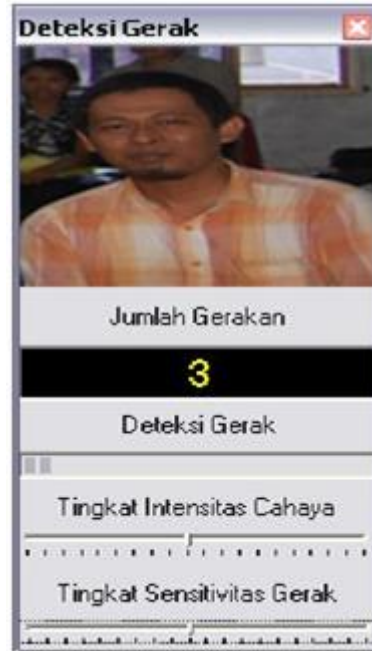 Deteksi Gerak
Jumlah Gerakan
3
Deteksi Gerak
Tingkat Intensitas Cahaya
Tingkat Sensitivitas Gerak